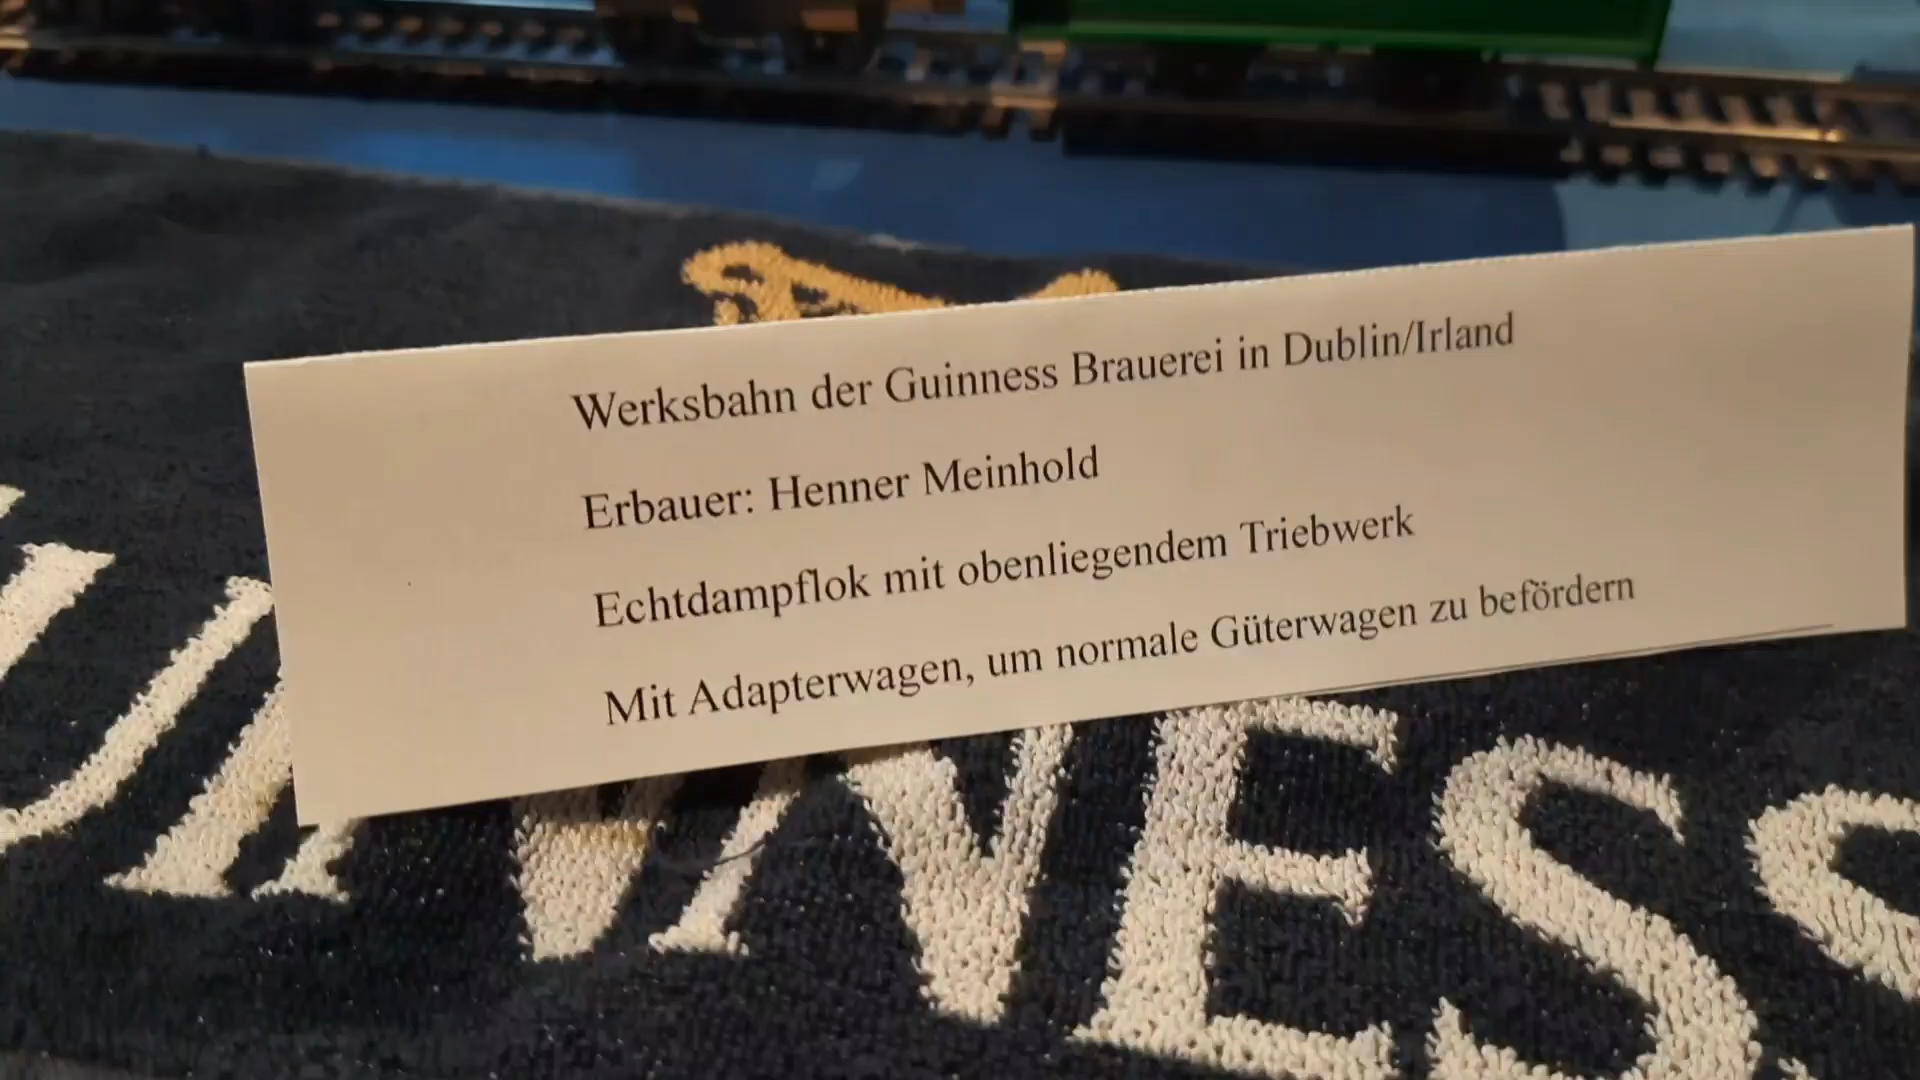 Werksbahn der Guinness Brauerei in Dublin/Irland
Erbauer: Henner Meinhold
Echtdampflok mit obenliegendem Triebwerk
Mit Adapterwagen, um normale Güterwagen zu befördern
UINNESS